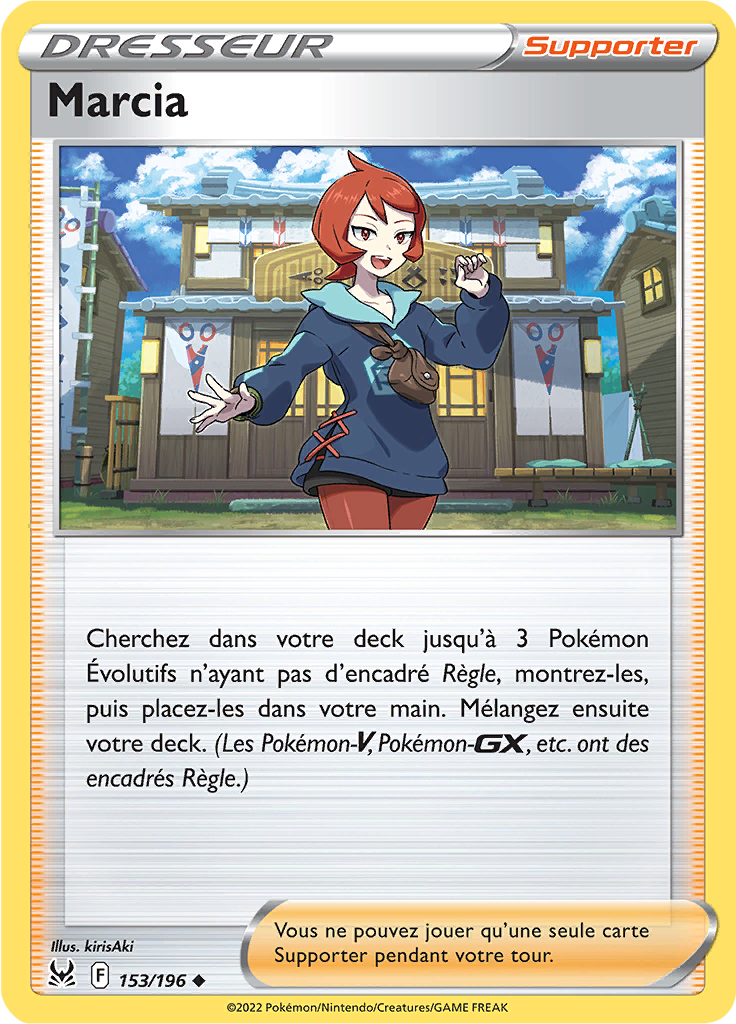 DRESSEUR
Supporter
Marcia
Cherchez dans votre deck jusqu'à 3 Pokémon
Évolutifs n'ayant pas d'encadré Règle, montrez-les,
puis placez-les dans votre main. Mélangez ensuite
votre deck. (Les Pokémon-V, Pokémon-GX, etc. ont des
encadrés Règle.)
Vous ne pouvez jouer qu'une seule carte
Supporter pendant votre tour.
Illus. kirisAki
F 153/196
©2022 Pokémon/Nintendo/Creatures/GAME FREAK